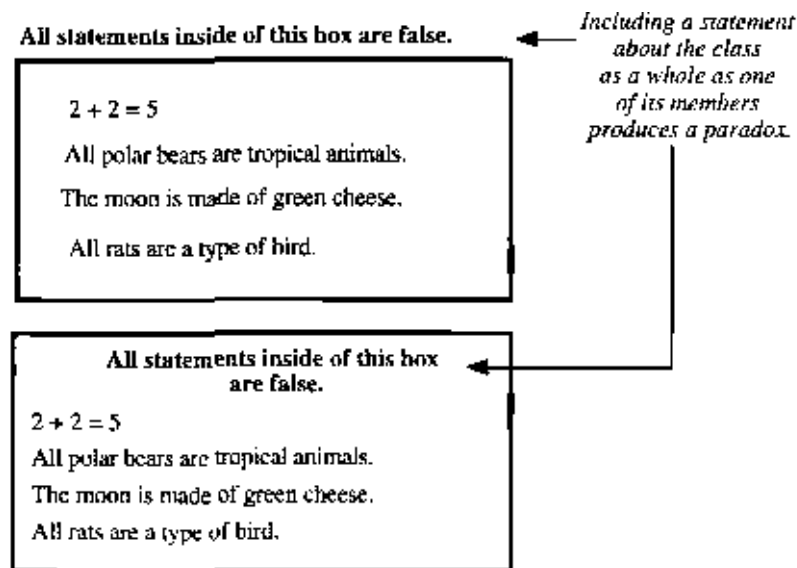 All statements inside of this box are false.
Including a statement
about the class
as a whole as one
of its members
produces a paradox.
2 + 2 = 5
All polar bears are tropical animals.
The moon is made of green cheese.
All rats are a type of bird.
All statements inside of this box
are false.
2 + 2 = 5
All polar bears are tropical animals.
The moon is made of green cheese.
All rats are a type of bird.